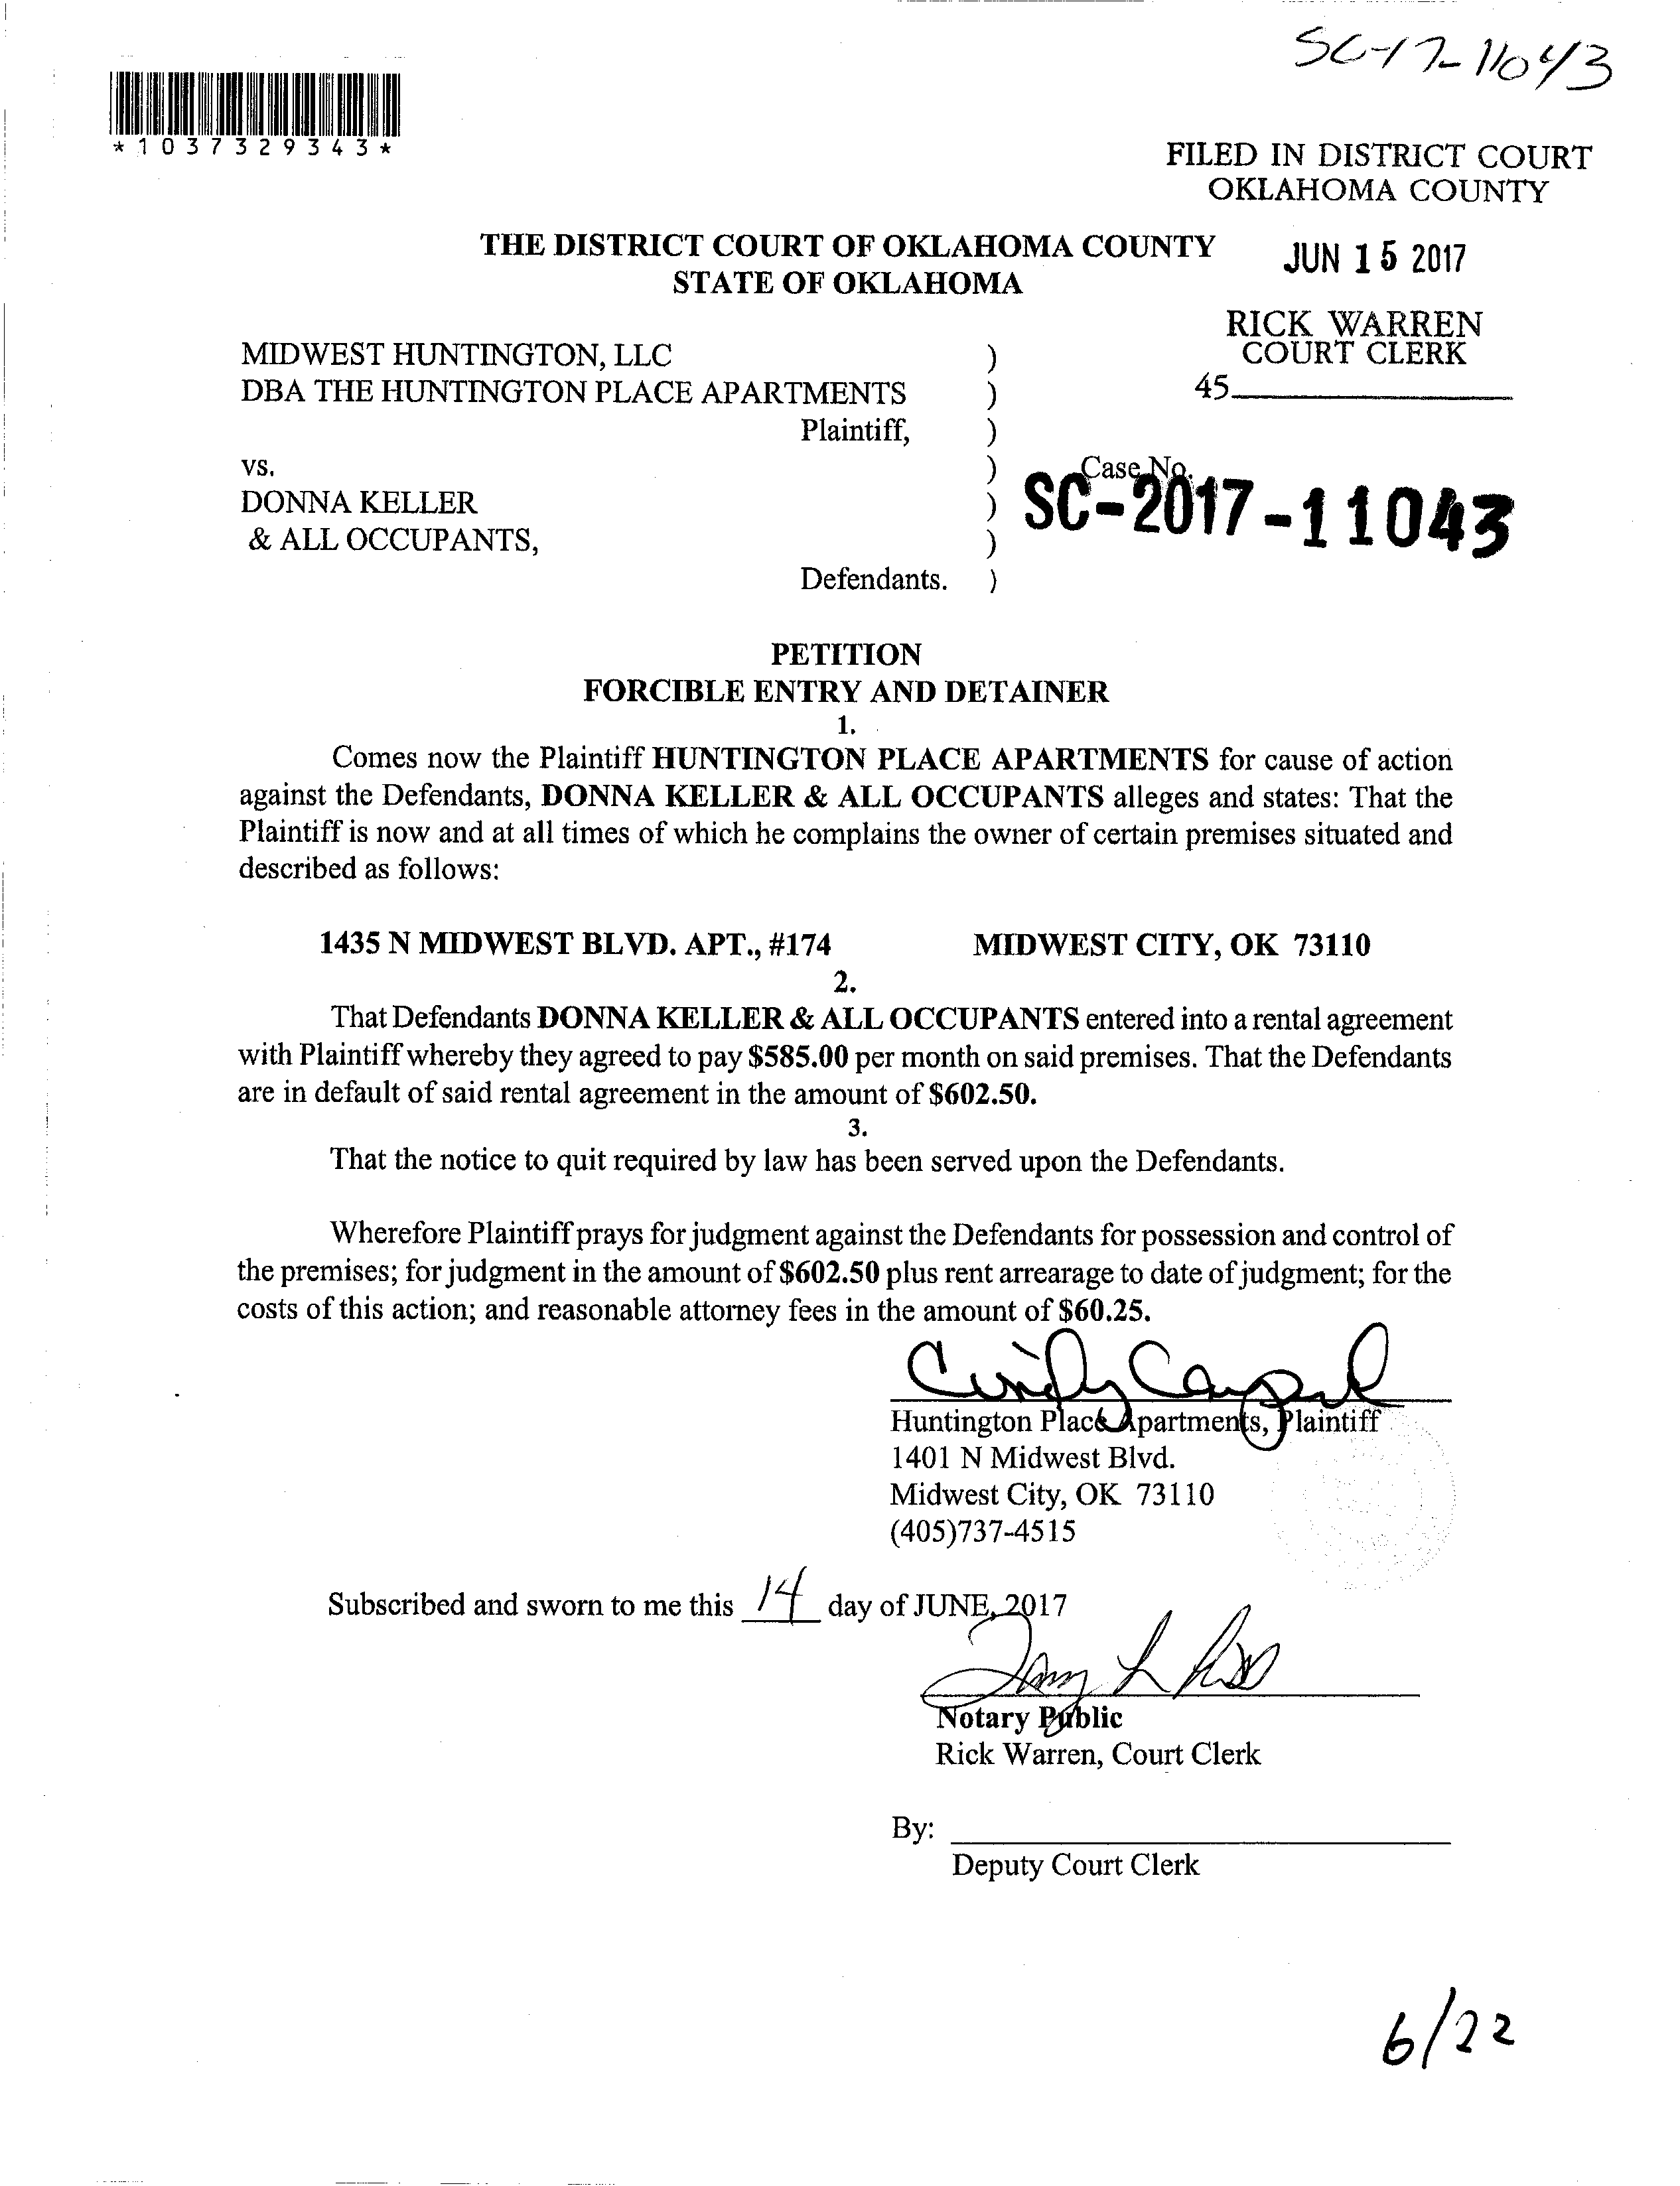 SC-17-11043
*1037329343*
FILED IN DISTRICT COURT
OKLAHOMA COUNTY
THE DISTRICT COURT OF OKLAHOMA COUNTY
STATE OF OKLAHOMA
JUN 15 2017
RICK WARREN
COURT CLERK
45
MIDWEST HUNTINGTON, LLC )
DBA THE HUNTINGTON PLACE APARTMENTS )
Plaintiff, )
vs. ) Case No.
DONNA KELLER ) SC-2017-11043
& ALL OCCUPANTS, )
Defendants. )
PETITION
FORCIBLE ENTRY AND DETAINER
1.
Comes now the Plaintiff HUNTINGTON PLACE APARTMENTS for cause of action
against the Defendants, DONNA KELLER & ALL OCCUPANTS alleges and states: That the
Plaintiff is now and at all times of which he complains the owner of certain premises situated and
described as follows:
1435 N MIDWEST BLVD. APT., #174 MIDWEST CITY, OK 73110
2.
That Defendants DONNA KELLER & ALL OCCUPANTS entered into a rental agreement
with Plaintiff whereby they agreed to pay $585.00 per month on said premises. That the Defendants
are in default of said rental agreement in the amount of $602.50.
3.
That the notice to quit required by law has been served upon the Defendants.
Wherefore Plaintiff prays for judgment against the Defendants for possession and control of
the premises; for judgment in the amount of $602.50 plus rent arrearage to date of judgment; for the
costs of this action; and reasonable attorney fees in the amount of $60.25.
Cindy
Huntington Place Apartments, Plaintiff
1401 N Midwest Blvd.
Midwest City, OK 73110
(405)737-4515
Subscribed and sworn to me this 14 day of JUNE, 2017
Notary Public
Rick Warren, Court Clerk
By:
Deputy Court Clerk
6/22